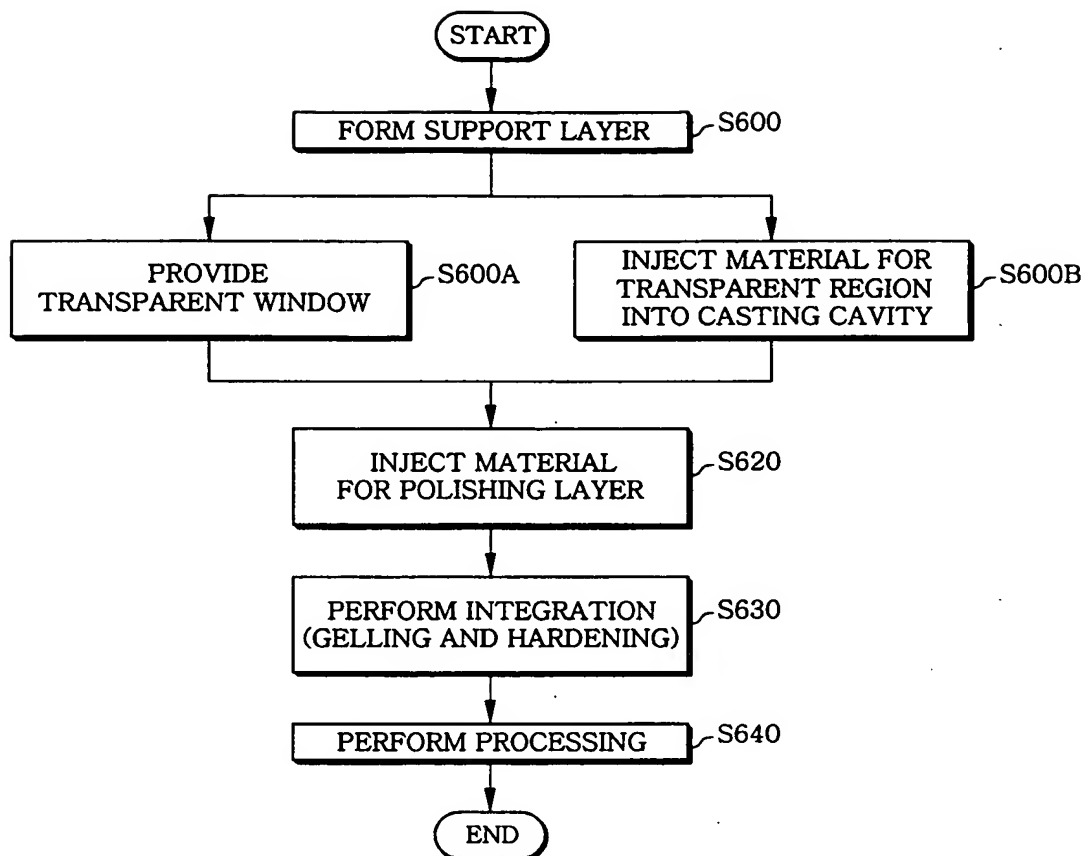 START
FORM SUPPORT LAYER
S600
PROVIDE
TRANSPARENT WINDOW
S600A
INJECT MATERIAL FOR
TRANSPARENT REGION
INTO CASTING CAVITY
S600B
INJECT MATERIAL
FOR POLISHING LAYER
S620
PERFORM INTEGRATION
(GELLING AND HARDENING)
S630
PERFORM PROCESSING
S640
END